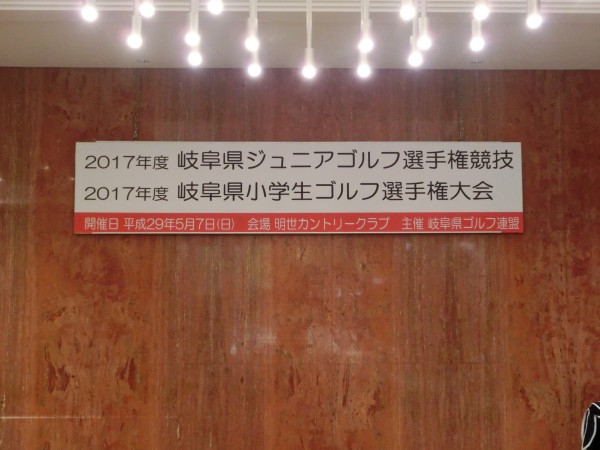 2017年度 岐阜県ジュニアゴルフ選手権競技
2017年度 岐阜県小学生ゴルフ選手権大会
開催日 平成29年5月7日(日) 会場 明世カントリークラブ 主催 岐阜県ゴルフ連盟